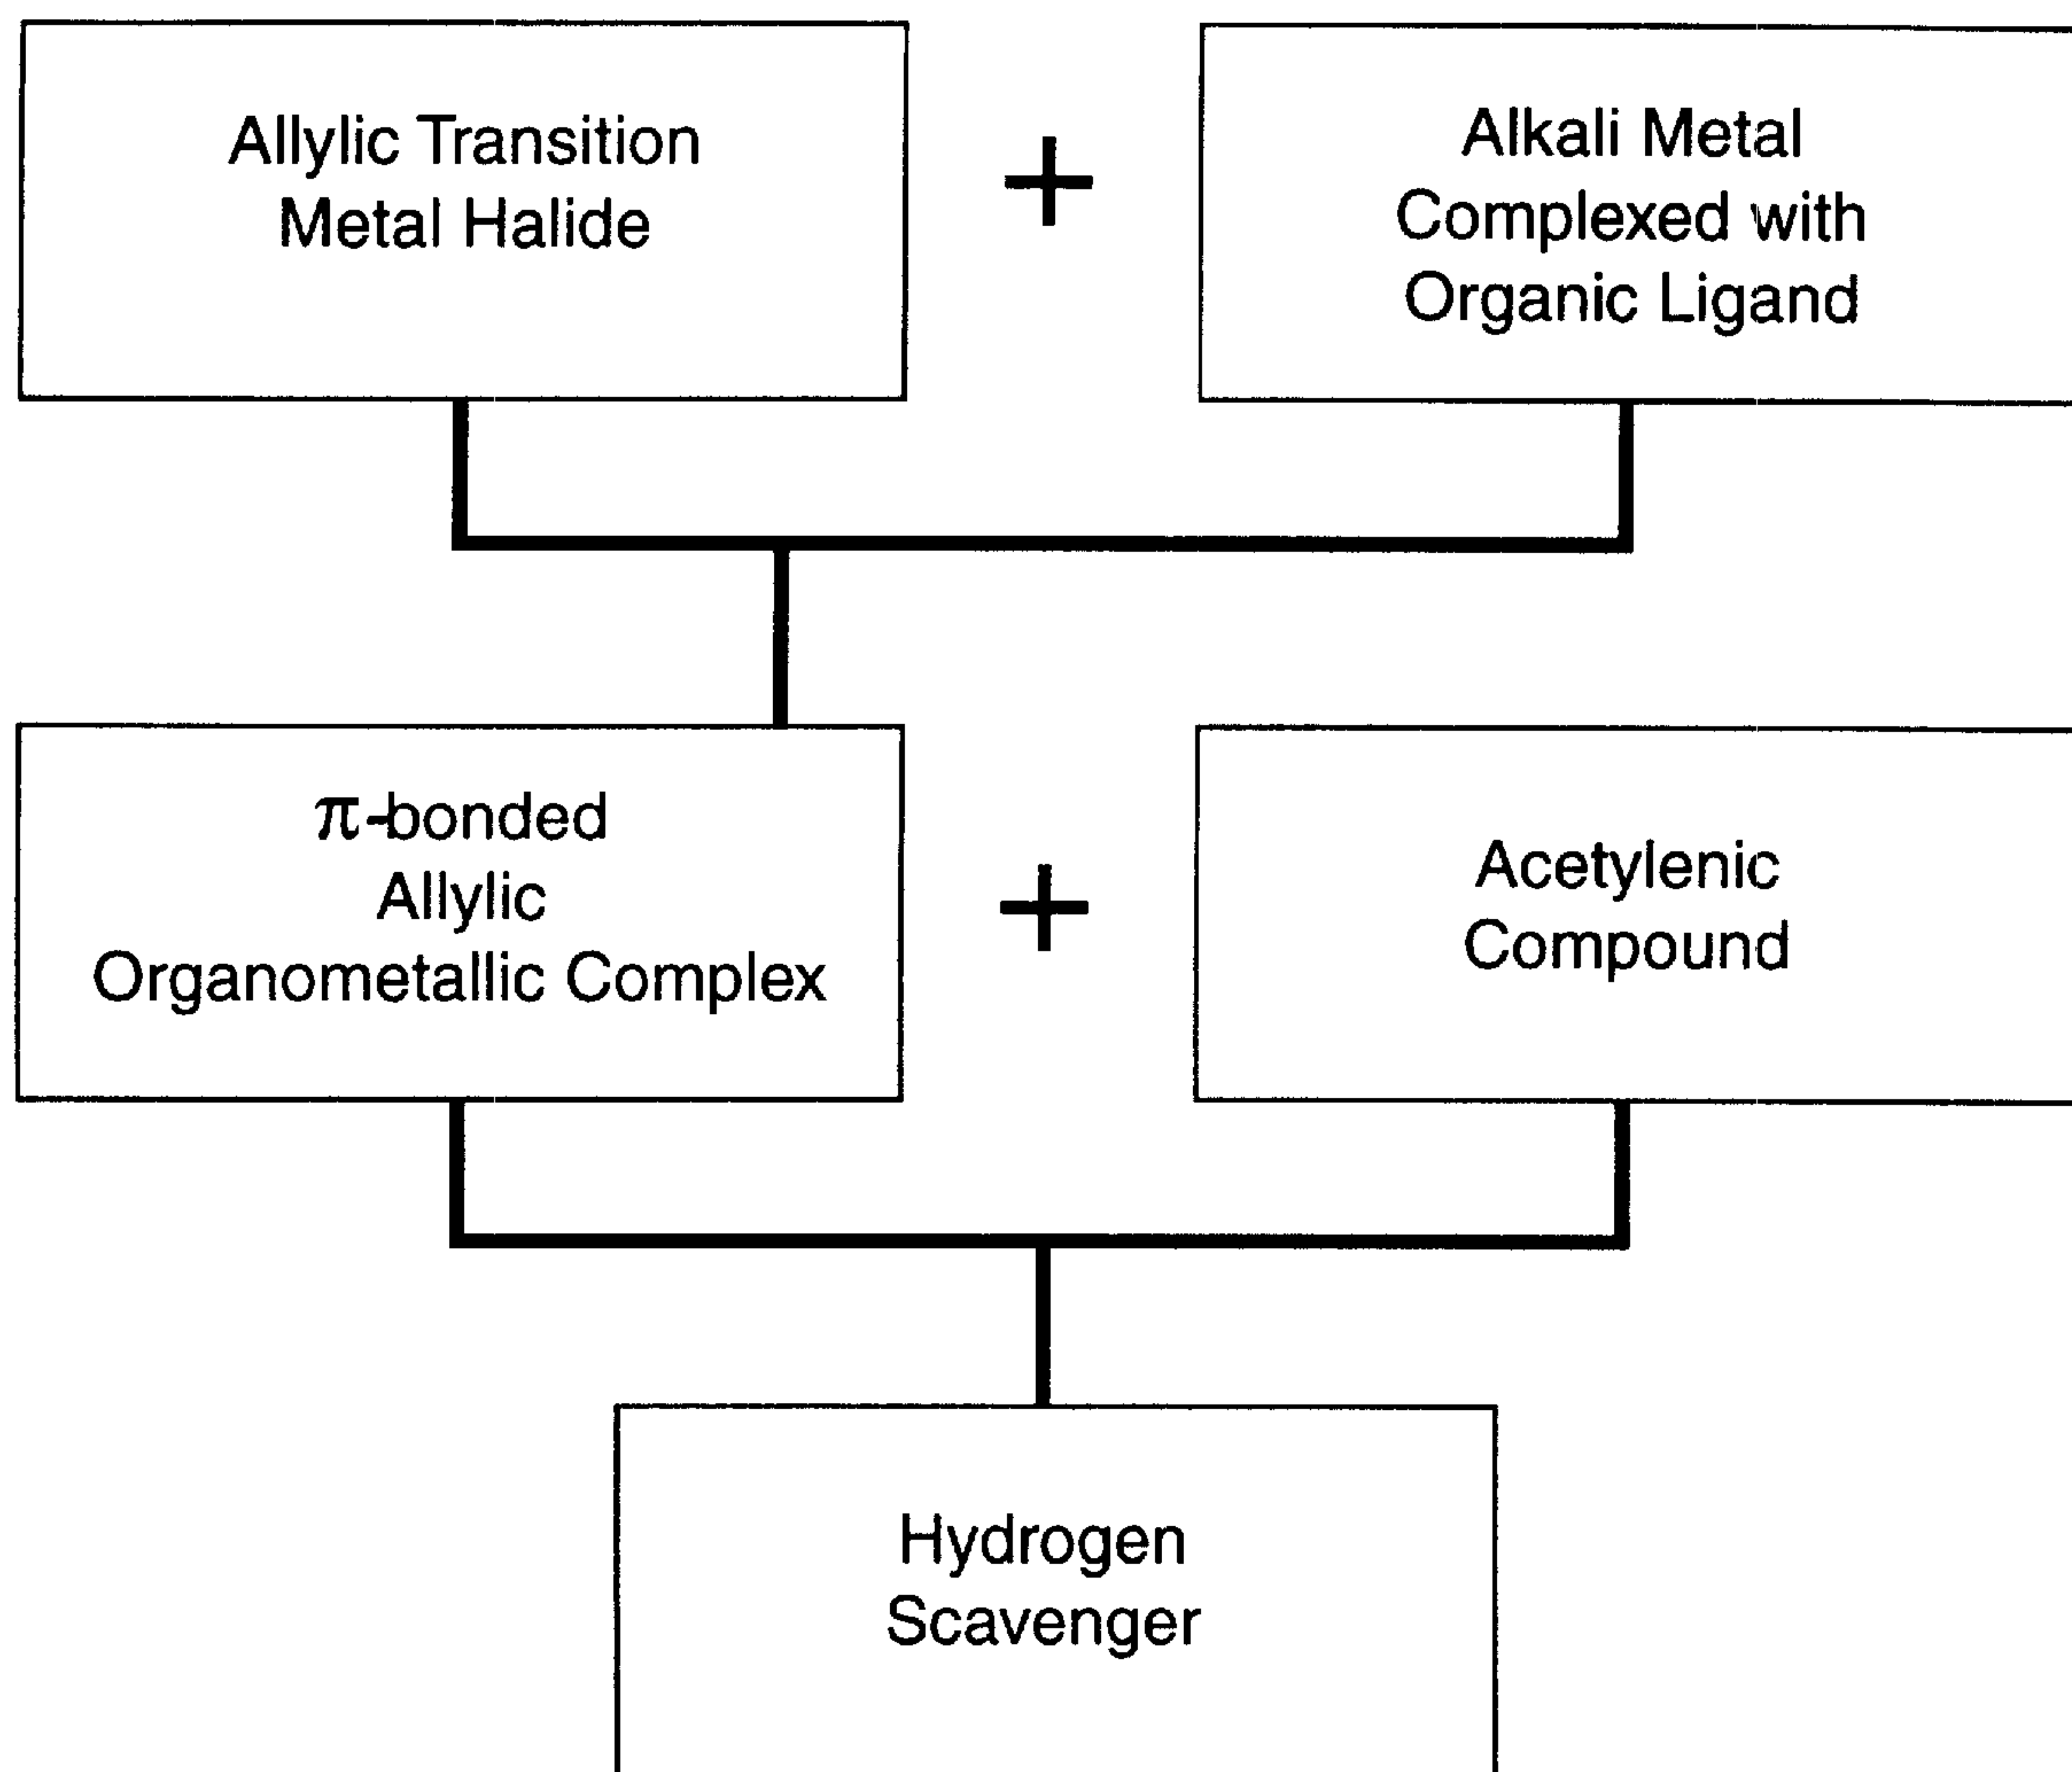 Allylic Transition
Metal Halide
+
Alkali Metal
Complexed with
Organic Ligand
π-bonded
Allylic
Organometallic Complex
+
Acetylenic
Compound
Hydrogen
Scavenger